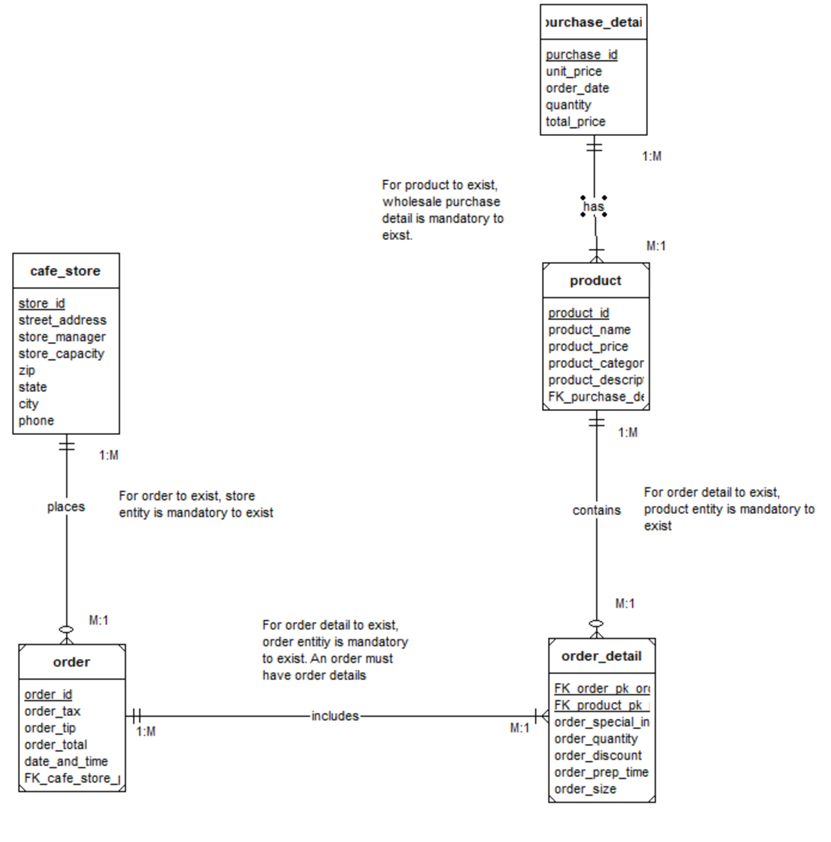 purchase_detai
purchase_id
unit_price
order_date
quantity
total_price
1:M
For product to exist,
wholesale purchase
detail is mandatory to
eixst.
has
M:1
product
product_id
product_name
product_price
product_categor
product_descrip
FK_purchase_de
1:M
cafe_store
store_id
street_address
store_manager
store_capacity
zip
state
city
phone
1:M
places
For order to exist, store
entity is mandatory to exist
contains
For order detail to exist,
product entity is mandatory to
exist
M:1
M:1
For order detail to exist,
order entitiy is mandatory
to exist. An order must
have order details
order
order_id
order_tax
order_tip
order_total
date_and_time
FK_cafe_store_
1:M
includes
M:1
order_detail
FK_order_pk_or
FK_product_pk_
order_special_in
order_quantity
order_discount
order_prep_time
order_size